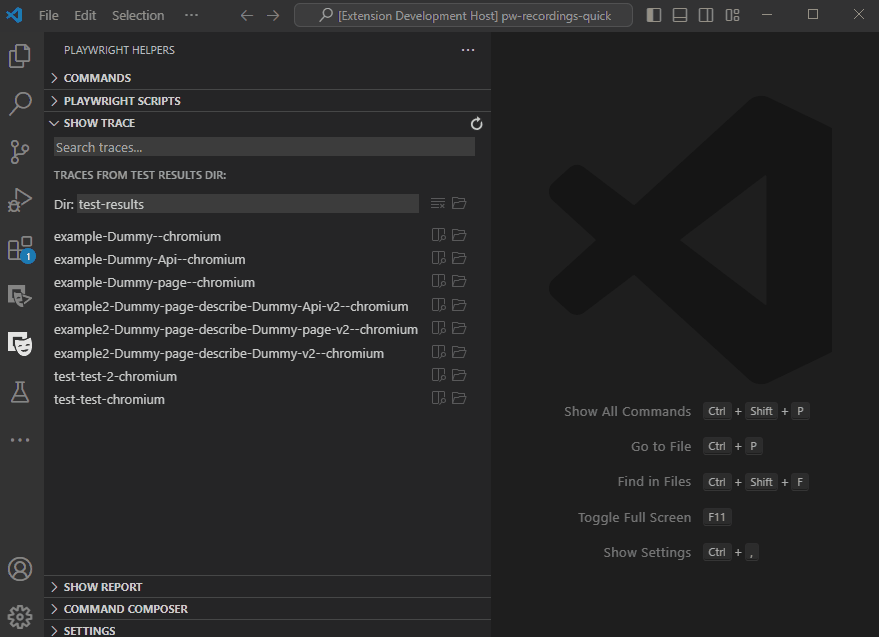 File Edit Selection ··· [Extension Development Host] pw-recordings-quick
PLAYWRIGHT HELPERS ···
COMMANDS
PLAYWRIGHT SCRIPTS
SHOW TRACE
Search traces...
TRACES FROM TEST RESULTS DIR:
Dir: test-results
example-Dummy--chromium
example-Dummy-Api--chromium
example-Dummy-page--chromium
example2-Dummy-page-describe-Dummy-Api-v2--chromium
example2-Dummy-page-describe-Dummy-page-v2--chromium
example2-Dummy-page-describe-Dummy-v2--chromium
test-test-2-chromium
test-test-chromium
SHOW REPORT
COMMAND COMPOSER
SETTINGS
1
Show All Commands Ctrl + Shift + P
Go to File Ctrl + P
Find in Files Ctrl + Shift + F
Toggle Full Screen F11
Show Settings Ctrl + ,